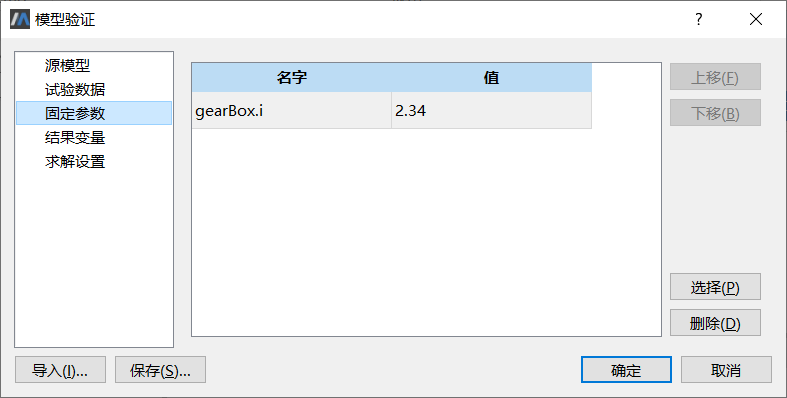 模型验证
?
源模型
试验数据
固定参数
结果变量
求解设置
名字 值
gearBox.i 2.34
上移(F)
下移(B)
选择(P)
删除(D)
导入(I)... 保存(S)... 确定 取消